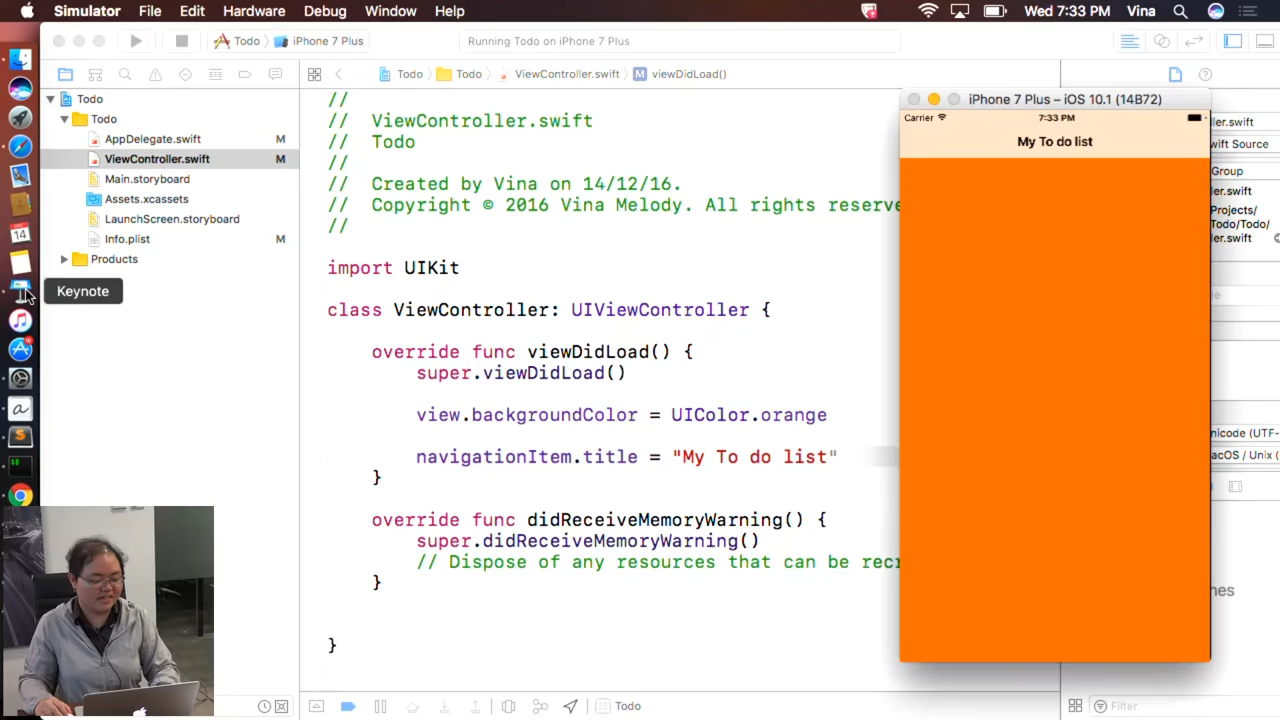 Simulator File Edit Hardware Debug Window Help Wed 7:33 PM Vina
Todo iPhone 7 Plus Running Todo on iPhone 7 Plus
Todo Todo ViewController.swift M viewDidLoad()
Todo
Todo
AppDelegate.swift M
ViewController.swift M
Main.storyboard
Assets.xcassets
LaunchScreen.storyboard
Info.plist M
Products
14
Keynote
//
// ViewController.swift
// Todo
//
// Created by Vina on 14/12/16.
// Copyright © 2016 Vina Melody. All rights reserve
//
import UIKit
class ViewController: UIViewController {
override func viewDidLoad() {
super.viewDidLoad()
view.backgroundColor = UIColor.orange
navigationItem.title = "My To do list"
}
override func didReceiveMemoryWarning() {
super.didReceiveMemoryWarning()
// Dispose of any resources that can be recr
}
}
iPhone 7 Plus – iOS 10.1 (14B72)
Carrier 7:33 PM
My To do list
ler.swift
wift Source
Group
ler.swift
Projects/
Todo/Todo/
ler.swift
nicode (UTF-
acOS / Unix (
nes
Todo
Filter